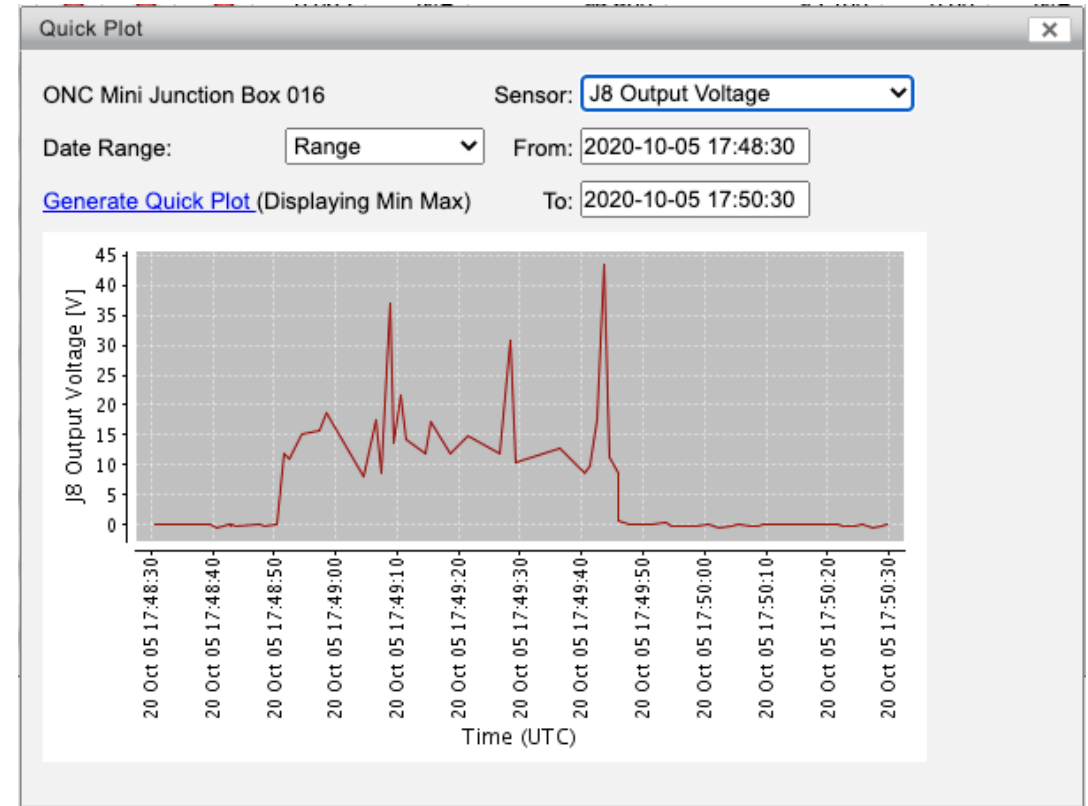 Quick Plot
ONC Mini Junction Box 016 Sensor: J8 Output Voltage
Date Range: Range From: 2020-10-05 17:48:30
Generate Quick Plot (Displaying Min Max) To: 2020-10-05 17:50:30
J8 Output Voltage [V]
45
40
35
30
25
20
15
10
5
0
20 Oct 05 17:48:30
20 Oct 05 17:48:40
20 Oct 05 17:48:50
20 Oct 05 17:49:00
20 Oct 05 17:49:10
20 Oct 05 17:49:20
20 Oct 05 17:49:30
20 Oct 05 17:49:40
20 Oct 05 17:49:50
20 Oct 05 17:50:00
20 Oct 05 17:50:10
20 Oct 05 17:50:20
20 Oct 05 17:50:30
Time (UTC)